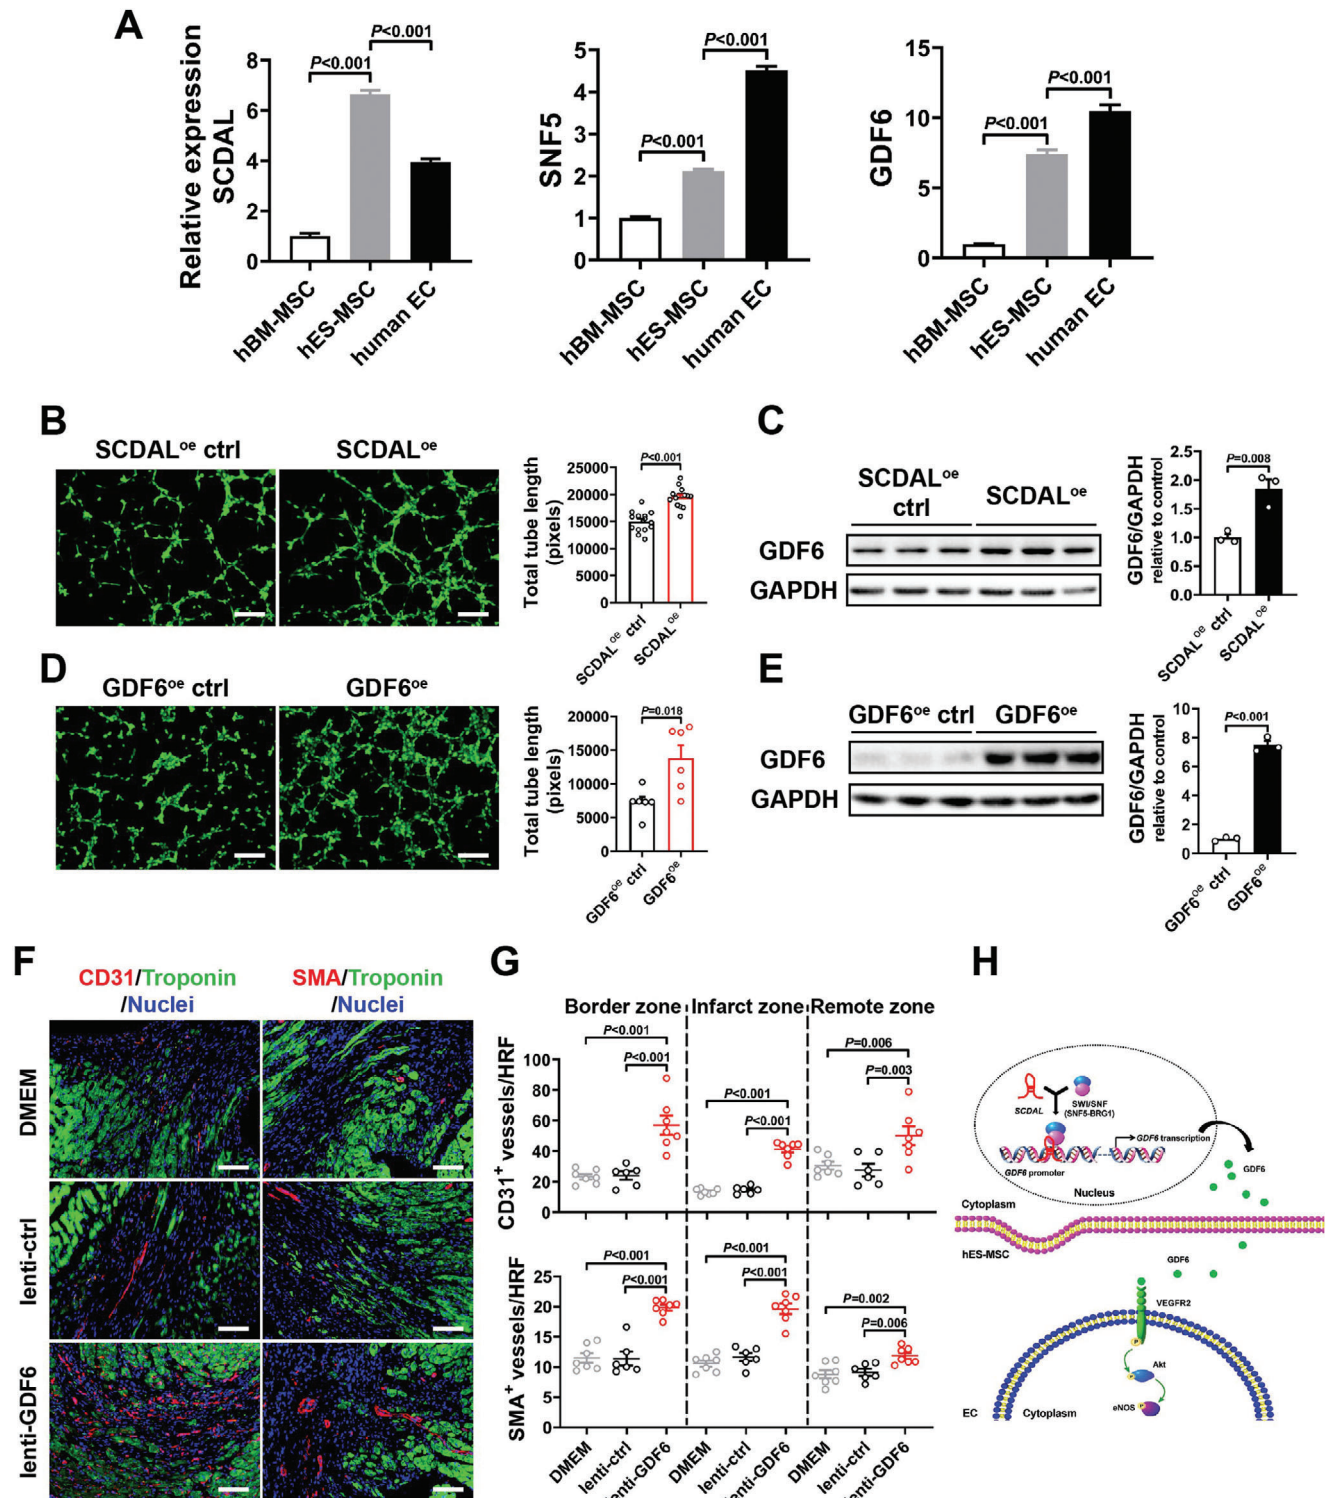 A
Relative expression
SCDAL
8
6
4
2
0
P<0.001
P<0.001
hBM-MSC
hES-MSC
human EC
SNF5
5
4
3
2
1
0
P<0.001
P<0.001
hBM-MSC
hES-MSC
human EC
GDF6
15
10
5
0
P<0.001
P<0.001
hBM-MSC
hES-MSC
human EC
B
SCDALᵒᵉ ctrl
SCDALᵒᵉ
Total tube length
(pixels)
25000
20000
15000
10000
5000
0
P<0.001
SCDALᵒᵉ ctrl
SCDALᵒᵉ
C
SCDALᵒᵉ
ctrl
SCDALᵒᵉ
GDF6
GAPDH
GDF6/GAPDH
relative to control
2.5
2.0
1.5
1.0
0.5
0.0
P=0.008
SCDALᵒᵉ ctrl
SCDALᵒᵉ
D
GDF6ᵒᵉ ctrl
GDF6ᵒᵉ
Total tube length
(pixels)
20000
15000
10000
5000
0
P=0.018
GDF6ᵒᵉ ctrl
GDF6ᵒᵉ
E
GDF6ᵒᵉ ctrl
GDF6ᵒᵉ
GDF6
GAPDH
GDF6/GAPDH
relative to control
10
8
6
4
2
0
P<0.001
GDF6ᵒᵉ ctrl
GDF6ᵒᵉ
F
CD31/Troponin
/Nuclei
SMA/Troponin
/Nuclei
DMEM
lenti-ctrl
lenti-GDF6
G
Border zone
Infarct zone
Remote zone
CD31⁺ vessels/HRF
100
80
60
40
20
0
P<0.001
P<0.001
P<0.001
P<0.001
P=0.006
P=0.003
SMA⁺ vessels/HRF
25
20
15
10
5
0
P<0.001
P<0.001
P<0.001
P<0.001
P=0.002
P=0.006
DMEM
lenti-ctrl
lenti-GDF6
DMEM
lenti-ctrl
lenti-GDF6
DMEM
lenti-ctrl
lenti-GDF6
H
SCDAL
SWI/SNF
(SNF5-BRG1)
GDF6 transcription
GDF6 promoter
Nucleus
GDF6
Cytoplasm
hES-MSC
GDF6
VEGFR2
P
Akt
P
eNOS
P
EC
Cytoplasm